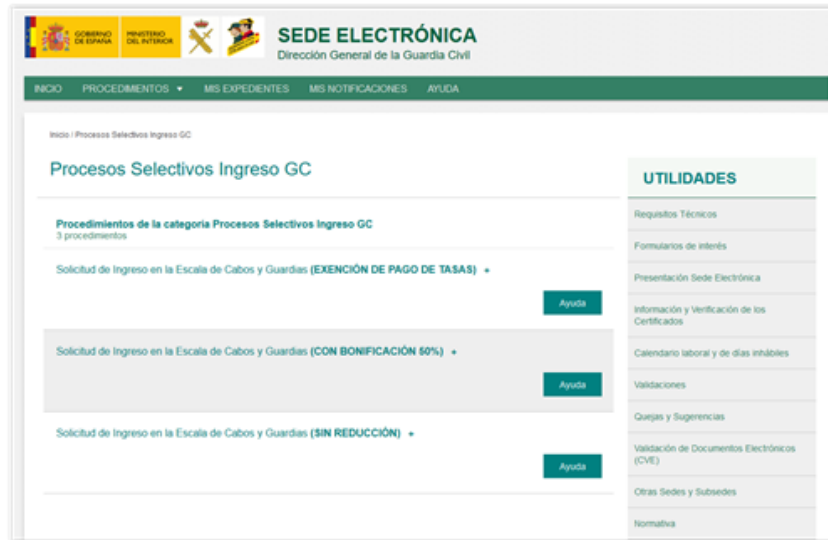 GOBIERNO
DE ESPAÑA
MINISTERIO
DEL INTERIOR
SEDE ELECTRÓNICA
Dirección General de la Guardia Civil
INICIO PROCEDIMIENTOS ▼ MIS EXPEDIENTES MIS NOTIFICACIONES AYUDA
Inicio / Procesos Selectivos Ingreso GC
Procesos Selectivos Ingreso GC
Procedimientos de la categoría Procesos Selectivos Ingreso GC
3 procedimientos
Solicitud de Ingreso en la Escala de Cabos y Guardias (EXENCIÓN DE PAGO DE TASAS) +
Ayuda
Solicitud de Ingreso en la Escala de Cabos y Guardias (CON BONIFICACIÓN 50%) +
Ayuda
Solicitud de Ingreso en la Escala de Cabos y Guardias (SIN REDUCCIÓN) +
Ayuda
UTILIDADES
Requisitos Técnicos
Formularios de interés
Presentación Sede Electrónica
Información y Verificación de los
Certificados
Calendario laboral y de días inhábiles
Validaciones
Quejas y Sugerencias
Validación de Documentos Electrónicos
(CVE)
Otras Sedes y Subsedes
Normativa